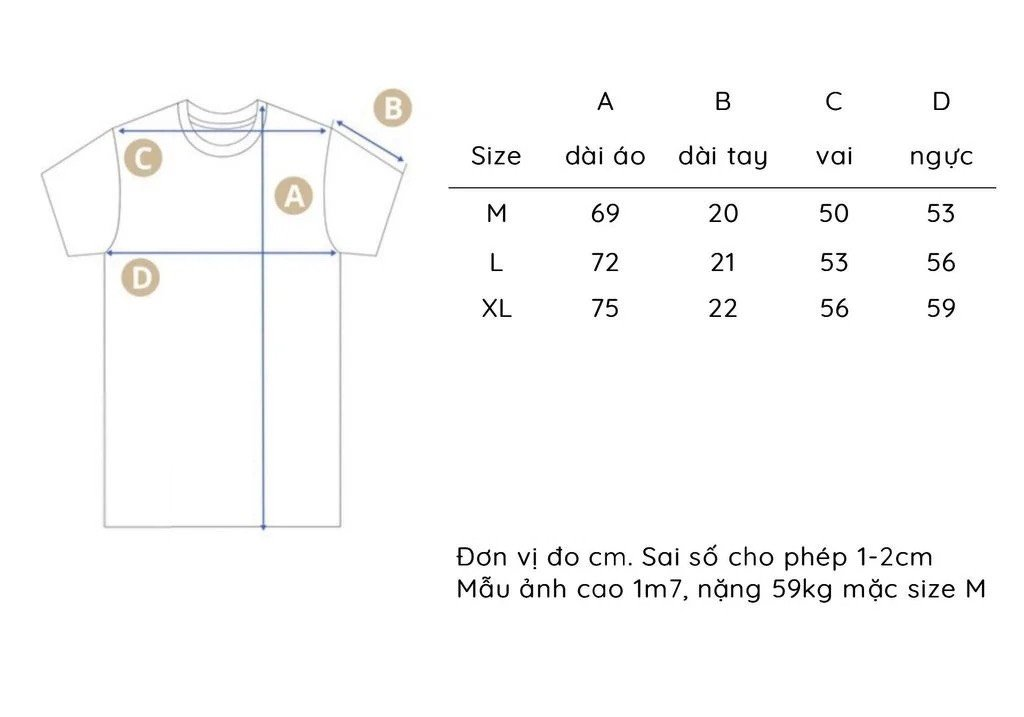 A B C D
Size dài áo dài tay vai ngực
M 69 20 50 53
L 72 21 53 56
XL 75 22 56 59
B
C
A
D
Đơn vị đo cm. Sai số cho phép 1-2cm
Mẫu ảnh cao 1m7, nặng 59kg mặc size M